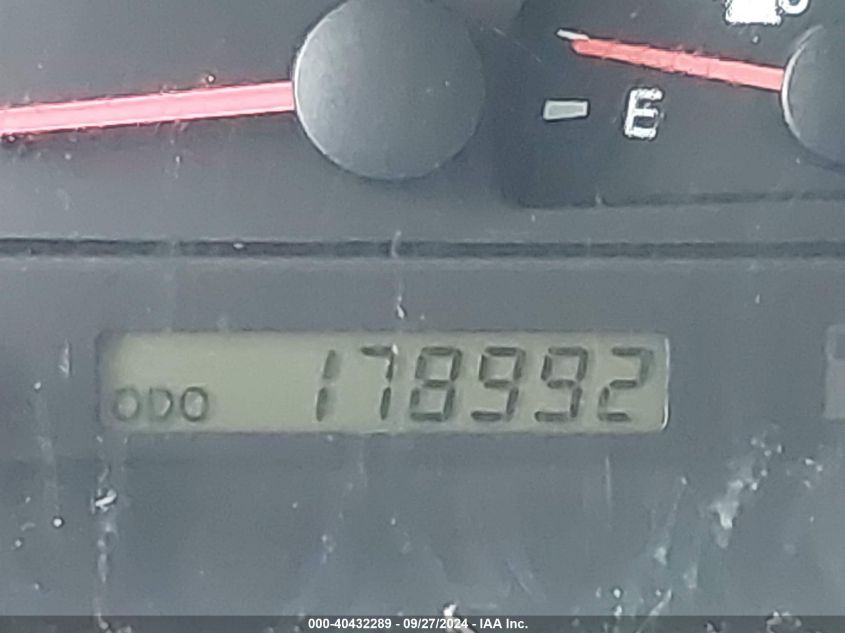 E
ODO 178992
000-40432289 - 09/27/2024 - IAA Inc.